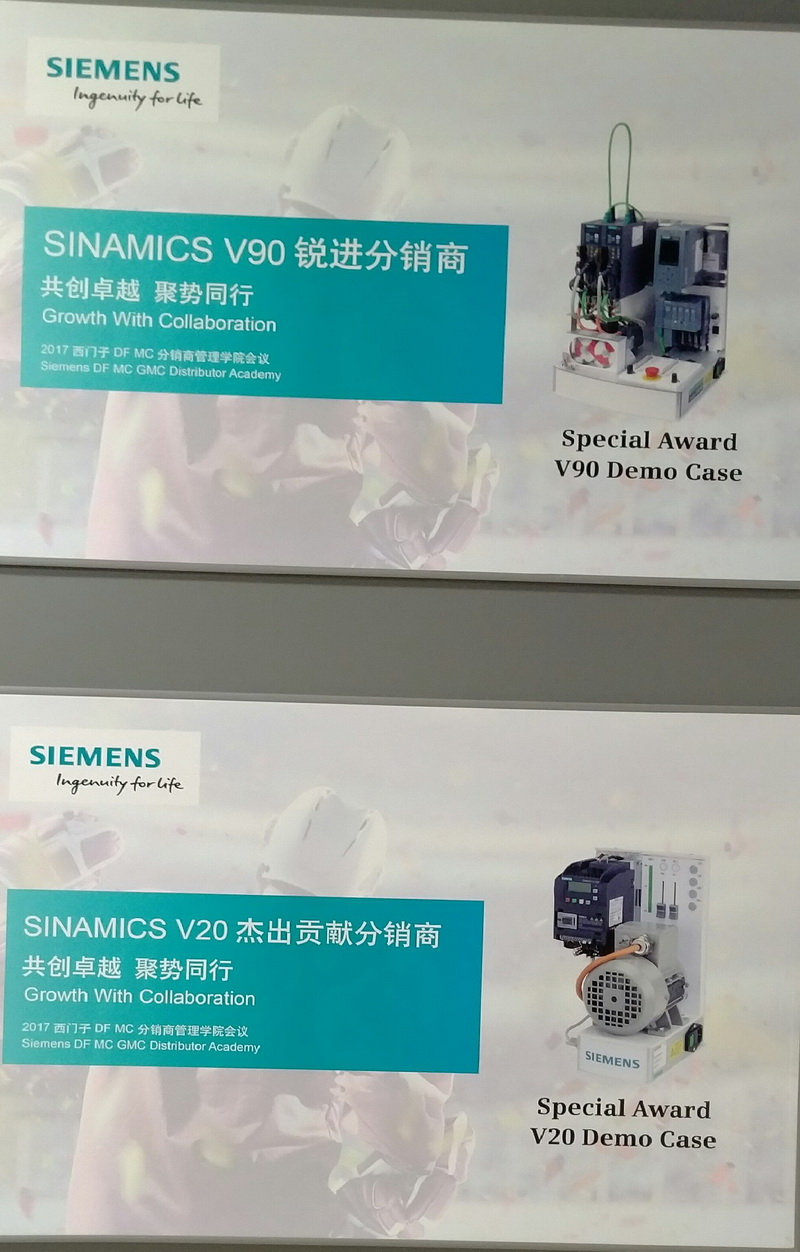 SIEMENS
Ingenuity for life
SINAMICS V90 锐进分销商
共创卓越 聚势同行
Growth With Collaboration
2017 西门子 DF MC 分销商管理学院会议
Siemens DF MC GMC Distributor Academy
Special Award
V90 Demo Case
SIEMENS
Ingenuity for life
SINAMICS V20 杰出贡献分销商
共创卓越 聚势同行
Growth With Collaboration
2017 西门子 DF MC 分销商管理学院会议
Siemens DF MC GMC Distributor Academy
SIEMENS
Special Award
V20 Demo Case